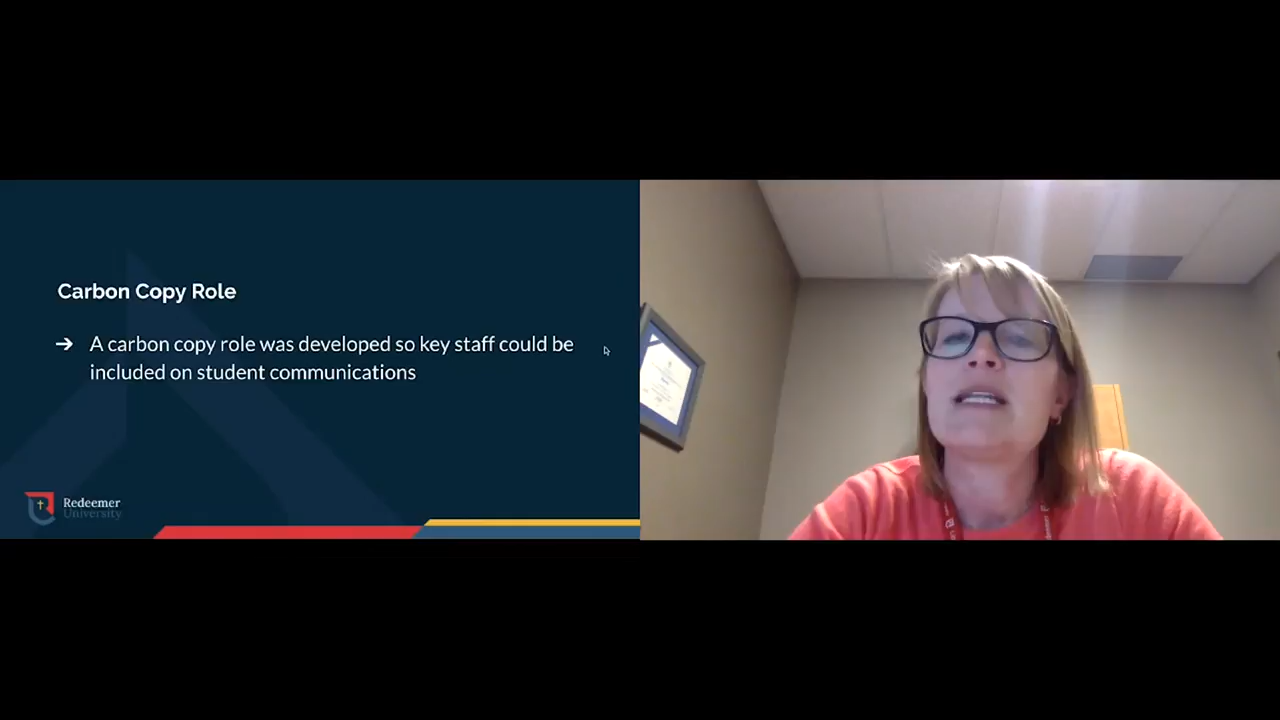 Carbon Copy Role
➔ A carbon copy role was developed so key staff could be
included on student communications
Redeemer
University